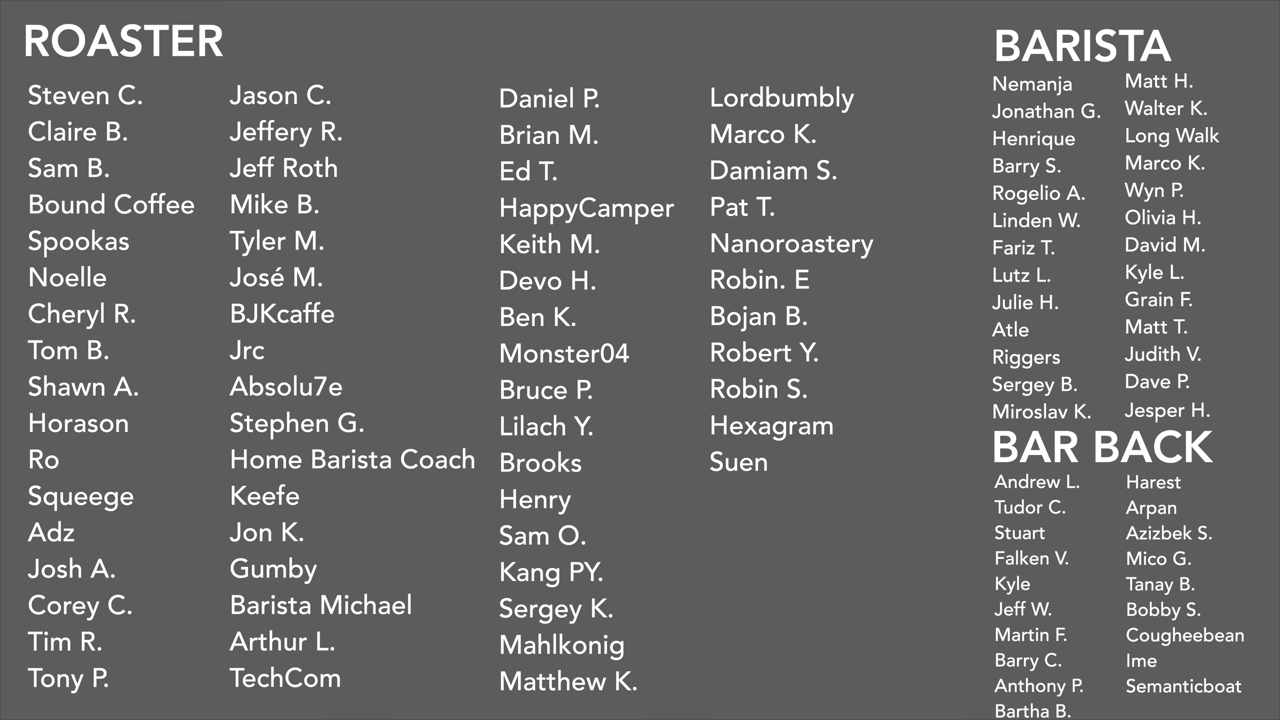 ROASTER
Steven C.
Claire B.
Sam B.
Bound Coffee
Spookas
Noelle
Cheryl R.
Tom B.
Shawn A.
Horason
Ro
Squeege
Adz
Josh A.
Corey C.
Tim R.
Tony P.
Jason C.
Jeffery R.
Jeff Roth
Mike B.
Tyler M.
José M.
BJKcaffe
Jrc
Absolu7e
Stephen G.
Home Barista Coach
Keefe
Jon K.
Gumby
Barista Michael
Arthur L.
TechCom
Daniel P.
Brian M.
Ed T.
HappyCamper
Keith M.
Devo H.
Ben K.
Monster04
Bruce P.
Lilach Y.
Brooks
Henry
Sam O.
Kang PY.
Sergey K.
Mahlkonig
Matthew K.
Lordbumbly
Marco K.
Damiam S.
Pat T.
Nanoroastery
Robin. E
Bojan B.
Robert Y.
Robin S.
Hexagram
Suen
BARISTA
Nemanja
Jonathan G.
Henrique
Barry S.
Rogelio A.
Linden W.
Fariz T.
Lutz L.
Julie H.
Atle
Riggers
Sergey B.
Miroslav K.
Matt H.
Walter K.
Long Walk
Marco K.
Wyn P.
Olivia H.
David M.
Kyle L.
Grain F.
Matt T.
Judith V.
Dave P.
Jesper H.
BAR BACK
Andrew L.
Tudor C.
Stuart
Falken V.
Kyle
Jeff W.
Martin F.
Barry C.
Anthony P.
Bartha B.
Harest
Arpan
Azizbek S.
Mico G.
Tanay B.
Bobby S.
Cougheebean
Ime
Semanticboat